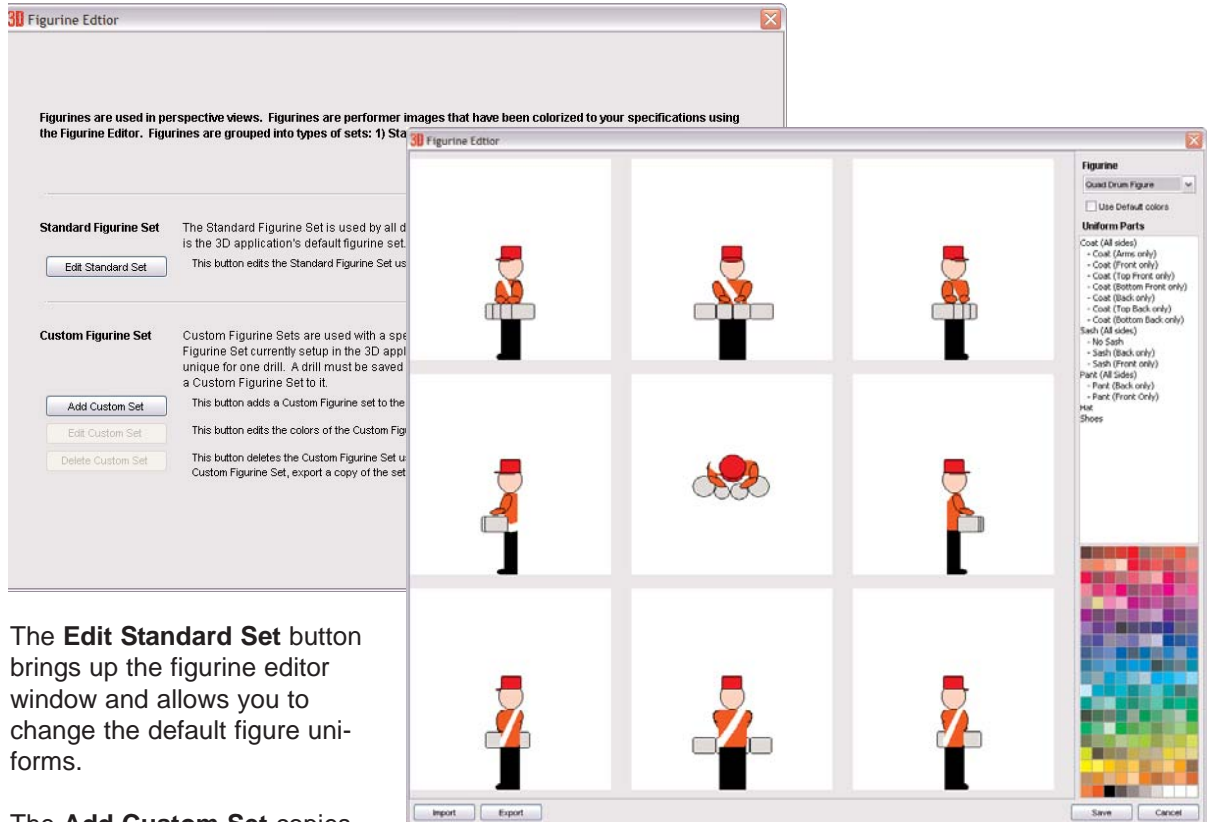 3D Figurine Edtior
Figurines are used in perspective views. Figurines are performer images that have been colorized to your specifications using
the Figurine Editor. Figurines are grouped into types of sets: 1) Sta
Standard Figurine Set
The Standard Figurine Set is used by all d
is the 3D application's default figurine set.
Edit Standard Set
This button edits the Standard Figurine Set us
Custom Figurine Set
Custom Figurine Sets are used with a spe
Figurine Set currently setup in the 3D appl
unique for one drill. A drill must be saved
a Custom Figurine Set to it.
Add Custom Set
This button adds a Custom Figurine set to the
Edit Custom Set
This button edits the colors of the Custom Figu
Delete Custom Set
This button deletes the Custom Figurine Set u
Custom Figurine Set, export a copy of the set
3D Figurine Edtior
Figurine
Quad Drum Figure
Use Default colors
Uniform Parts
Coat (All sides)
- Coat (Arms only)
- Coat (Front only)
- Coat (Top Front only)
- Coat (Bottom Front only)
- Coat (Back only)
- Coat (Top Back only)
- Coat (Bottom Back only)
Sash (All sides)
- No Sash
- Sash (Back only)
- Sash (Front only)
Pant (All Sides)
- Pant (Back only)
- Pant (Front Only)
Hat
Shoes
Import
Export
Save
Cancel
The Edit Standard Set button
brings up the figurine editor
window and allows you to
change the default figure uni-
forms.
The Add Custom Set copies